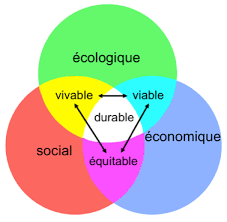 écologique
vivable
viable
durable
économique
social
équitable